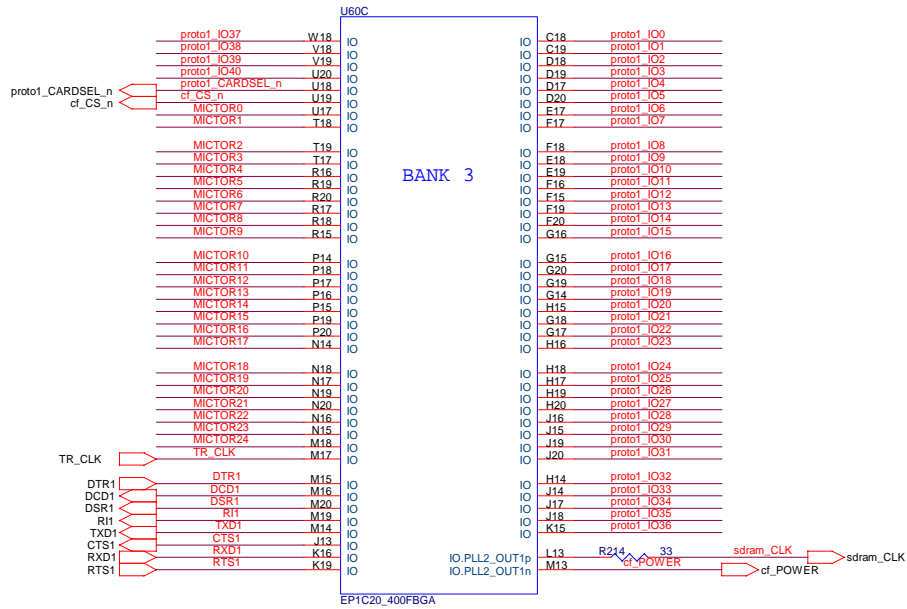 U60C
proto1_IO37 W18 IO IO C18 proto1_IO0
proto1_IO38 V18 IO IO C19 proto1_IO1
proto1_IO39 V19 IO IO D18 proto1_IO2
proto1_IO40 U20 IO IO D19 proto1_IO3
proto1_CARDSEL_n proto1_CARDSEL_n U18 IO IO D17 proto1_IO4
cf_CS_n cf_CS_n U19 IO IO D20 proto1_IO5
MICTOR0 U17 IO IO E17 proto1_IO6
MICTOR1 T18 IO IO F17 proto1_IO7
MICTOR2 T19 IO IO F18 proto1_IO8
MICTOR3 T17 IO IO E18 proto1_IO9
MICTOR4 R16 IO BANK 3 IO E19 proto1_IO10
MICTOR5 R19 IO IO F16 proto1_IO11
MICTOR6 R20 IO IO F15 proto1_IO12
MICTOR7 R17 IO IO F19 proto1_IO13
MICTOR8 R18 IO IO F20 proto1_IO14
MICTOR9 R15 IO IO G16 proto1_IO15
MICTOR10 P14 IO IO G15 proto1_IO16
MICTOR11 P18 IO IO G20 proto1_IO17
MICTOR12 P17 IO IO G19 proto1_IO18
MICTOR13 P16 IO IO G14 proto1_IO19
MICTOR14 P15 IO IO H15 proto1_IO20
MICTOR15 P19 IO IO G18 proto1_IO21
MICTOR16 P20 IO IO G17 proto1_IO22
MICTOR17 N14 IO IO H16 proto1_IO23
MICTOR18 N18 IO IO H18 proto1_IO24
MICTOR19 N17 IO IO H17 proto1_IO25
MICTOR20 N19 IO IO H19 proto1_IO26
MICTOR21 N20 IO IO H20 proto1_IO27
MICTOR22 N16 IO IO J16 proto1_IO28
MICTOR23 N15 IO IO J15 proto1_IO29
MICTOR24 M18 IO IO J19 proto1_IO30
TR_CLK TR_CLK M17 IO IO J20 proto1_IO31
DTR1 DTR1 M15 IO IO H14 proto1_IO32
DCD1 DCD1 M16 IO IO J14 proto1_IO33
DSR1 DSR1 M20 IO IO J17 proto1_IO34
RI1 RI1 M19 IO IO J18 proto1_IO35
TXD1 TXD1 M14 IO IO K15 proto1_IO36
CTS1 CTS1 J13 IO
RXD1 RXD1 K16 IO IO.PLL2_OUT1p L13 R214 33 sdram_CLK sdram_CLK
RTS1 RTS1 K19 IO IO.PLL2_OUT1n M13 cf_POWER cf_POWER
EP1C20_400FBGA